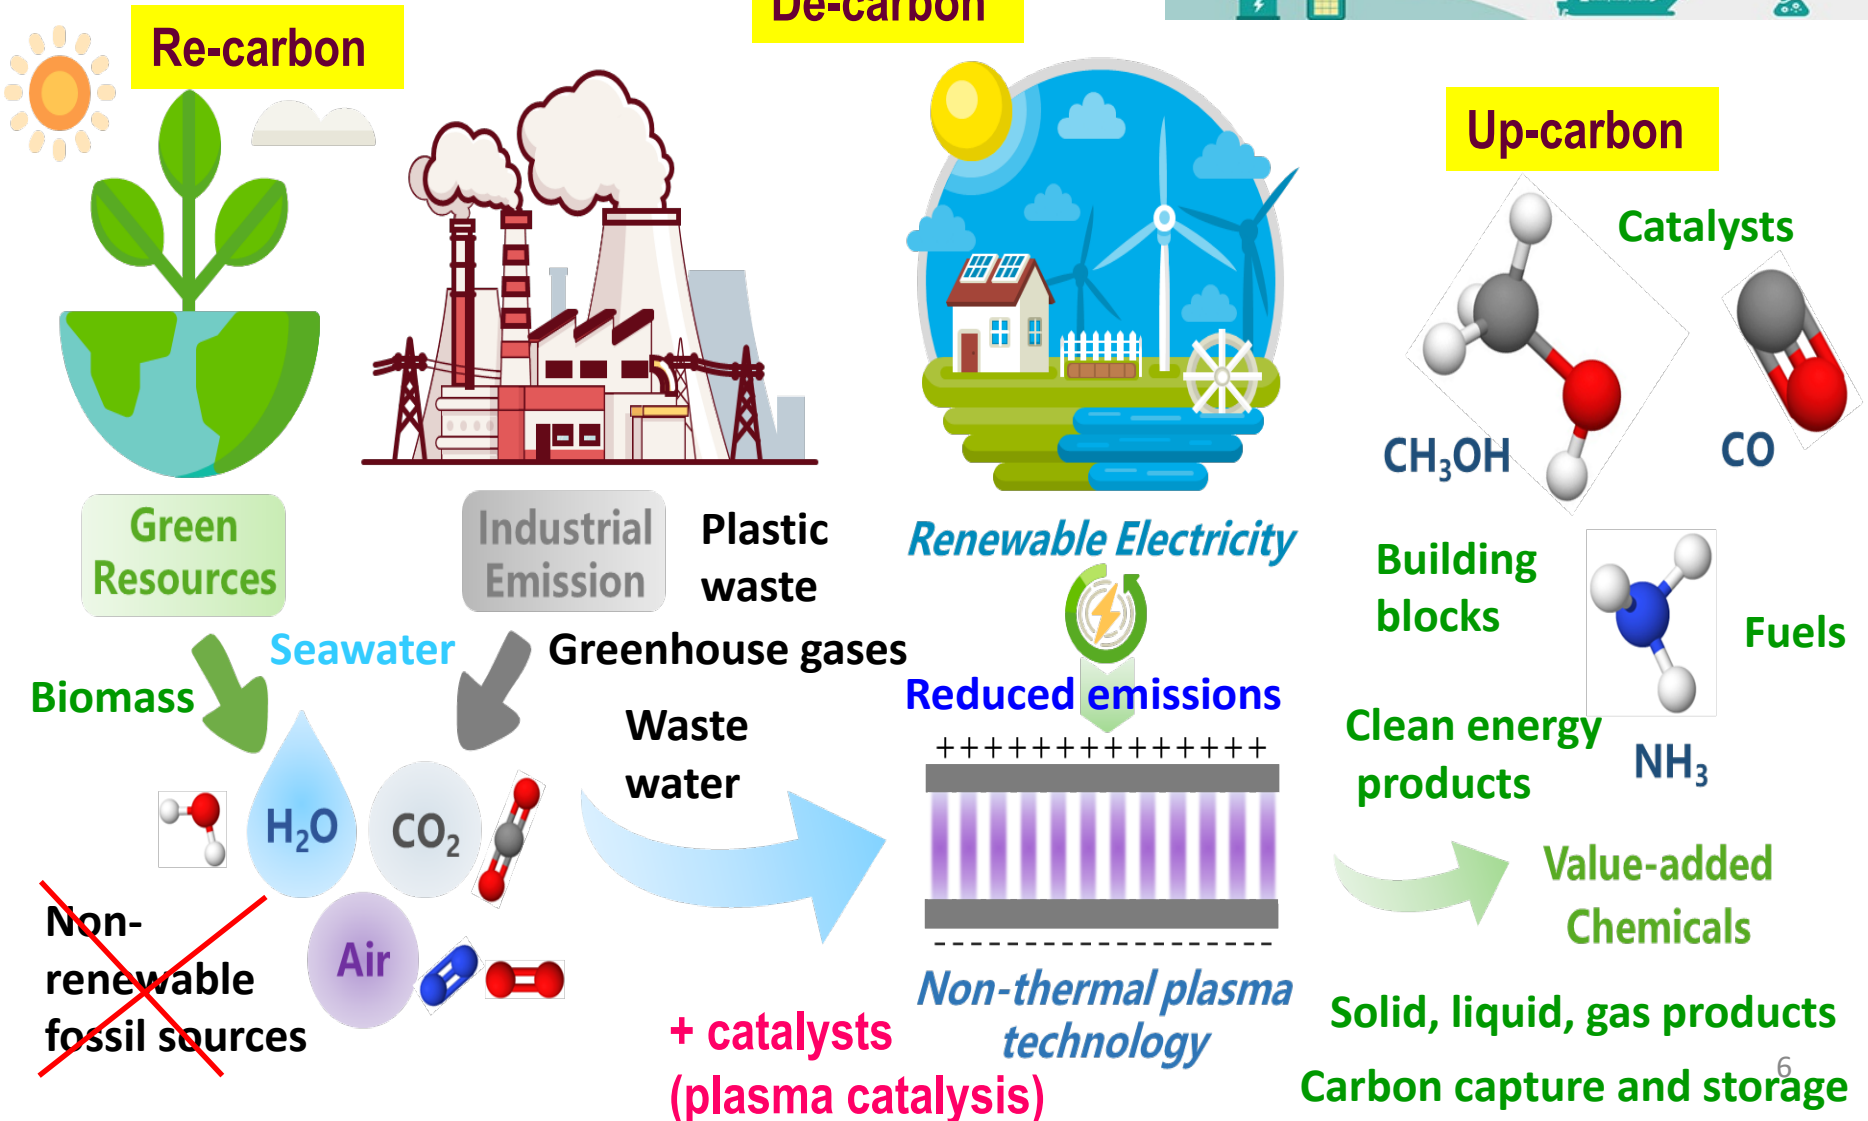 De-carbon
Re-carbon
Up-carbon
Catalysts
CH₃OH
CO
Green
Resources
Industrial
Emission
Plastic
waste
Renewable Electricity
Building
blocks
Fuels
Seawater
Greenhouse gases
Biomass
Reduced emissions
Waste
water
Clean energy
products
NH₃
++++++++++++++
H₂O
CO₂
Value-added
Chemicals
Non-
renewable
fossil sources
Air
-------------------
Non-thermal plasma
technology
+ catalysts
(plasma catalysis)
Solid, liquid, gas products
6
Carbon capture and storage